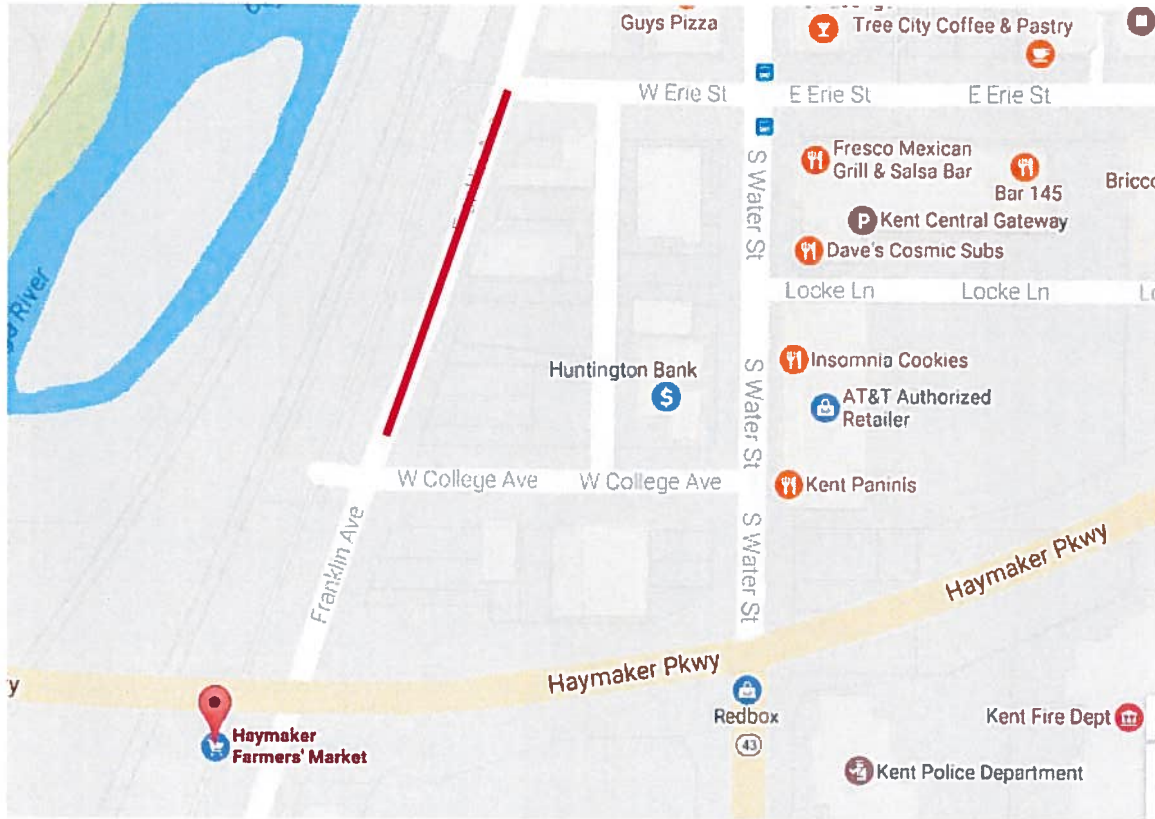 Guys Pizza
Tree City Coffee & Pastry
W Erie St
E Erie St
E Erie St
S Water St
Fresco Mexican
Grill & Salsa Bar
Bar 145
Kent Central Gateway
Dave's Cosmic Subs
Locke Ln
Locke Ln
River
Huntington Bank
$
S Water St
Insomnia Cookies
AT&T Authorized
Retailer
W College Ave
W College Ave
Kent Paninis
Franklin Ave
S Water St
Haymaker Pkwy
Haymaker Pkwy
Redbox
43
Kent Fire Dept
Haymaker
Farmers' Market
Kent Police Department
P